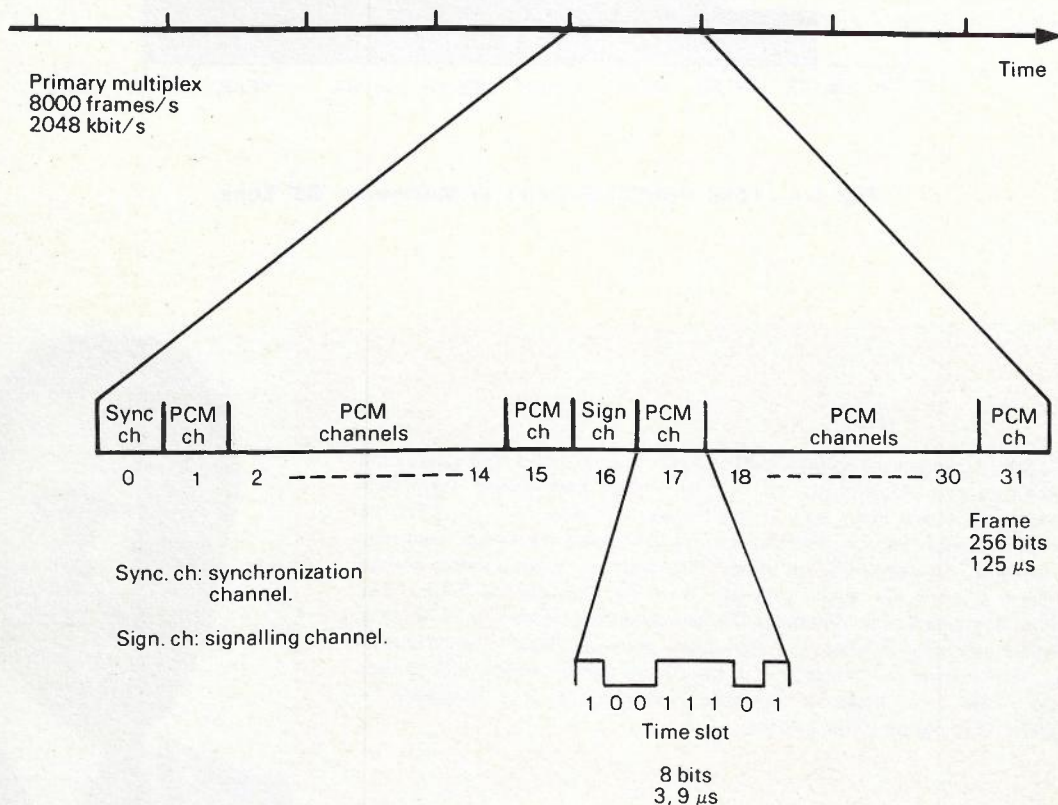 Time
Primary multiplex
8000 frames/s
2048 kbit/s
Sync ch
PCM ch
PCM channels
PCM ch
Sign ch
PCM ch
PCM channels
PCM ch
0 1 2 -------------- 14 15 16 17 18 ------------ 30 31
Frame
256 bits
125 µs
Sync. ch: synchronization
channel.
Sign. ch: signalling channel.
1 0 0 1 1 1 0 1
Time slot
8 bits
3, 9 µs